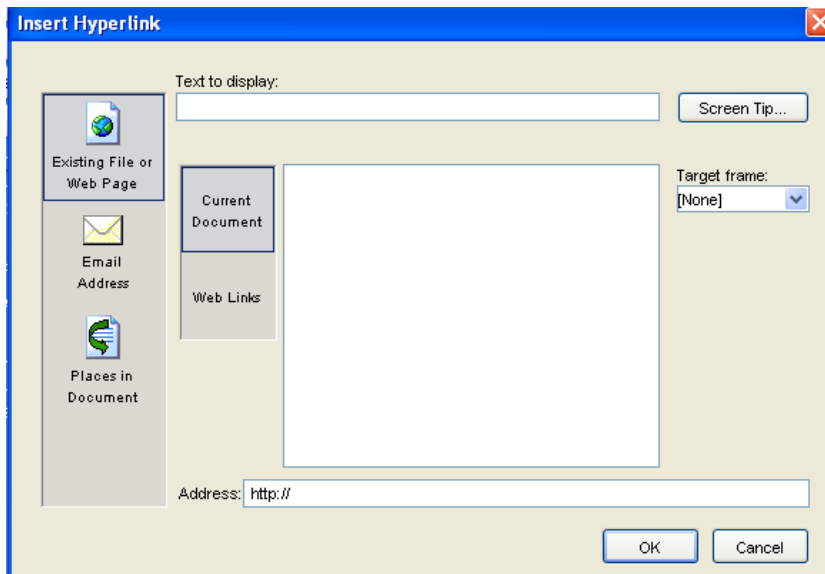 Insert Hyperlink
Text to display:
Screen Tip...
Existing File or
Web Page
Email
Address
Places in
Document
Current
Document
Web Links
Target frame:
[None]
Address: http://
OK
Cancel